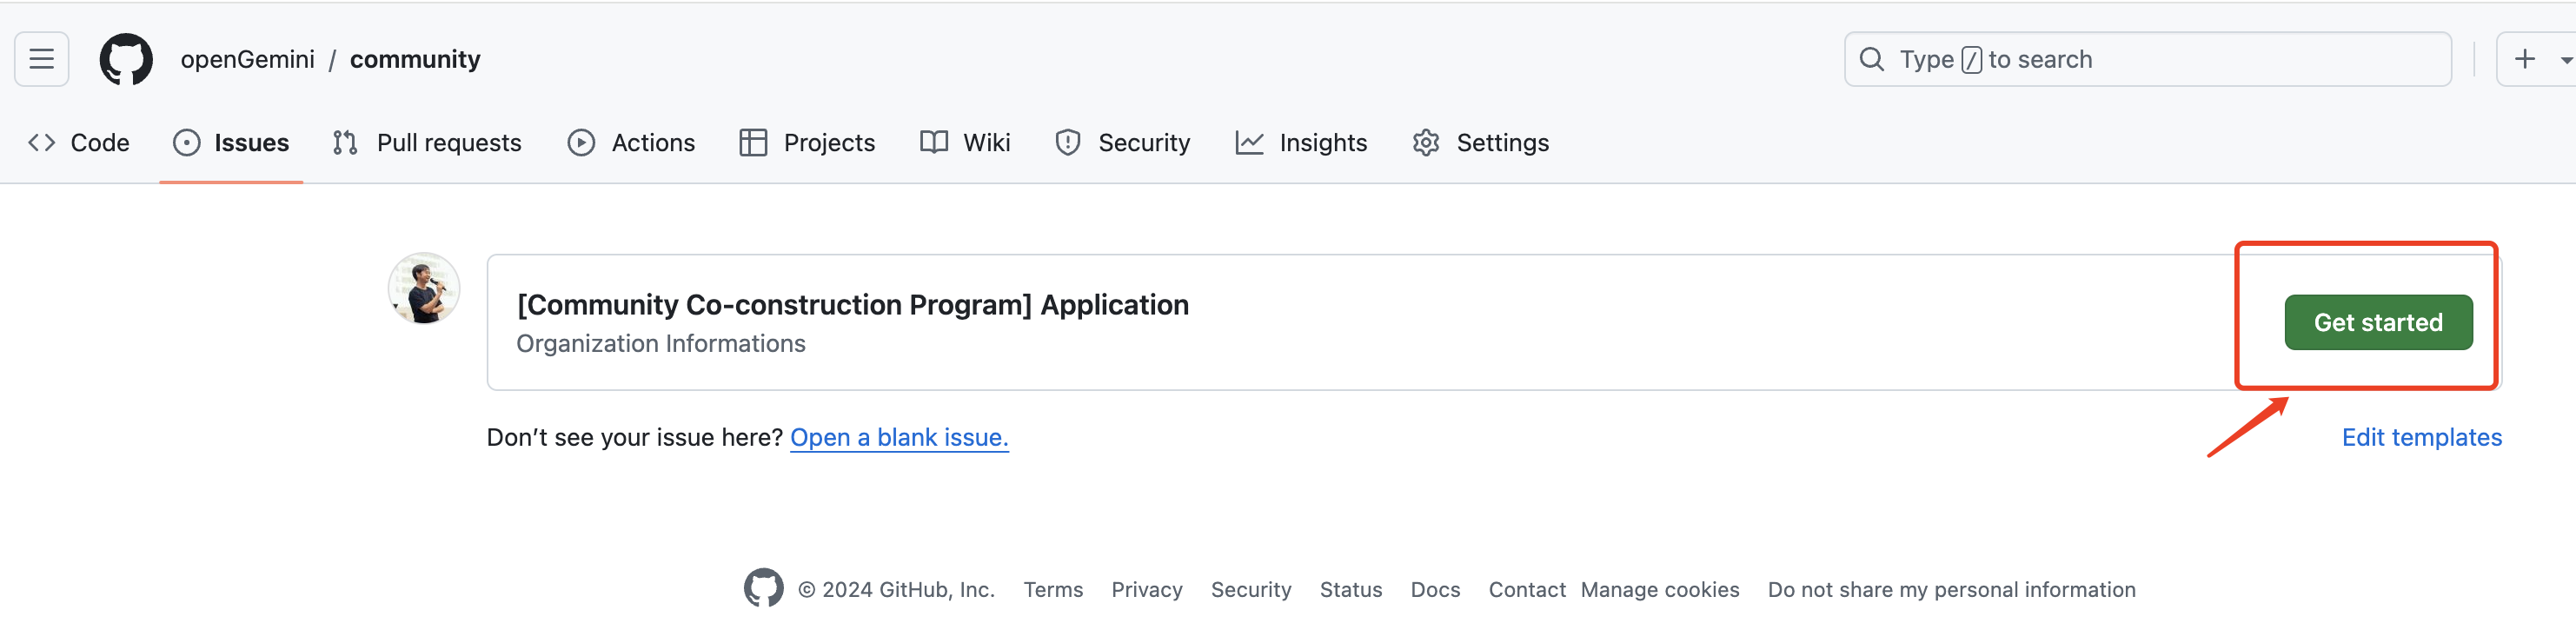 openGemini / community
Type / to search
Code Issues Pull requests Actions Projects Wiki Security Insights Settings
[Community Co-construction Program] Application
Organization Informations
Get started
Don’t see your issue here? Open a blank issue.
Edit templates
© 2024 GitHub, Inc. Terms Privacy Security Status Docs Contact Manage cookies Do not share my personal information